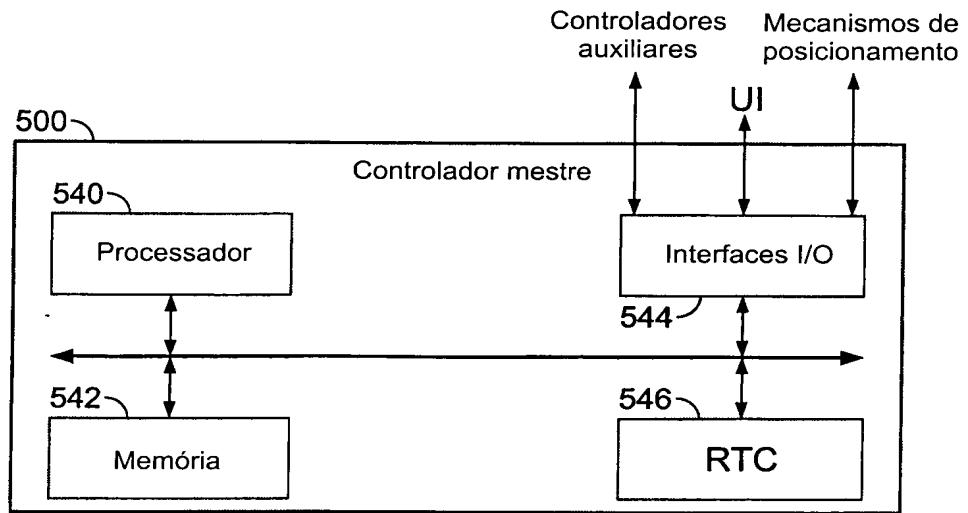 Controladores
auxiliares
Mecanismos de
posicionamento
UI
500
Controlador mestre
540
Processador
Interfaces I/O
544
542
Memória
546
RTC